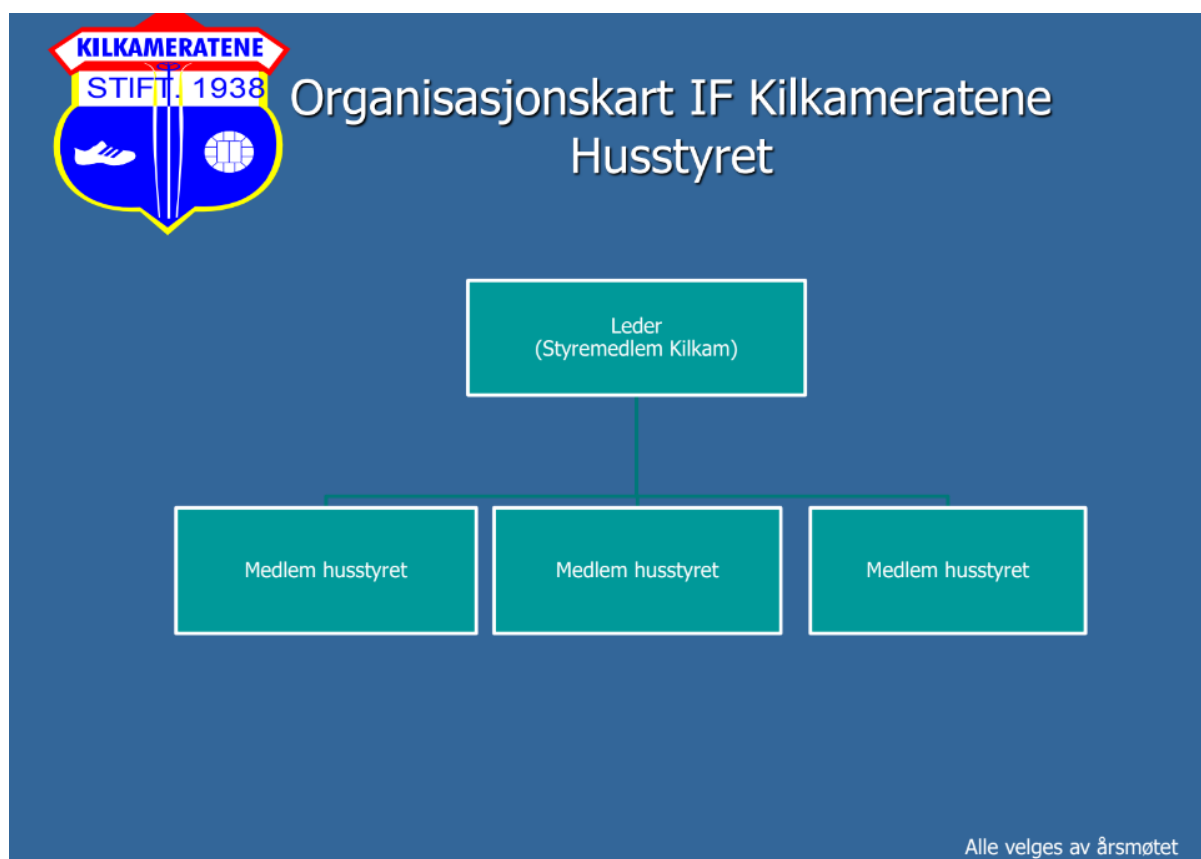 KILKAMERATENE
STIFT. 1938
Organisasjonskart IF Kilkameratene
Husstyret
Leder
(Styremedlem Kilkam)
Medlem husstyret
Medlem husstyret
Medlem husstyret
Alle velges av årsmøtet